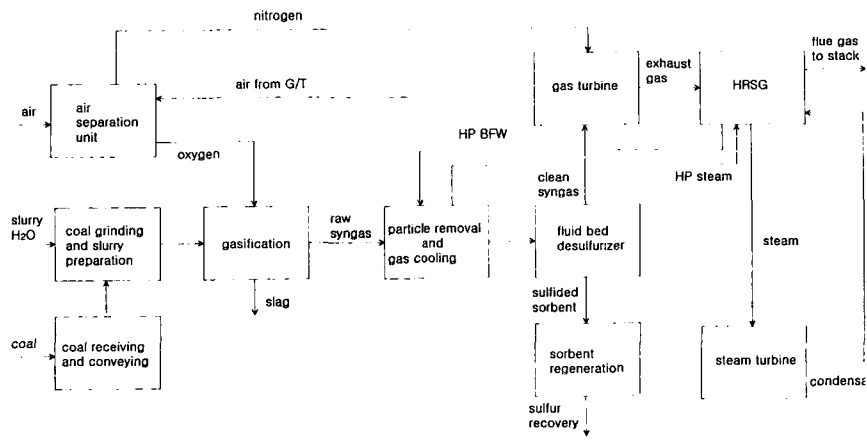 nitrogen
air from G/T
air
air
separation
unit
oxygen
gas turbine
exhaust
gas
HRSG
flue gas
to stack
HP BFW
clean
syngas
HP steam
slurry
H2O
coal grinding
and slurry
preparation
gasification
raw
syngas
particle removal
and
gas cooling
fluid bed
desulfurizer
steam
slag
sulfided
sorbent
coal
coal receiving
and conveying
sorbent
regeneration
steam turbine
condensa
sulfur
recovery